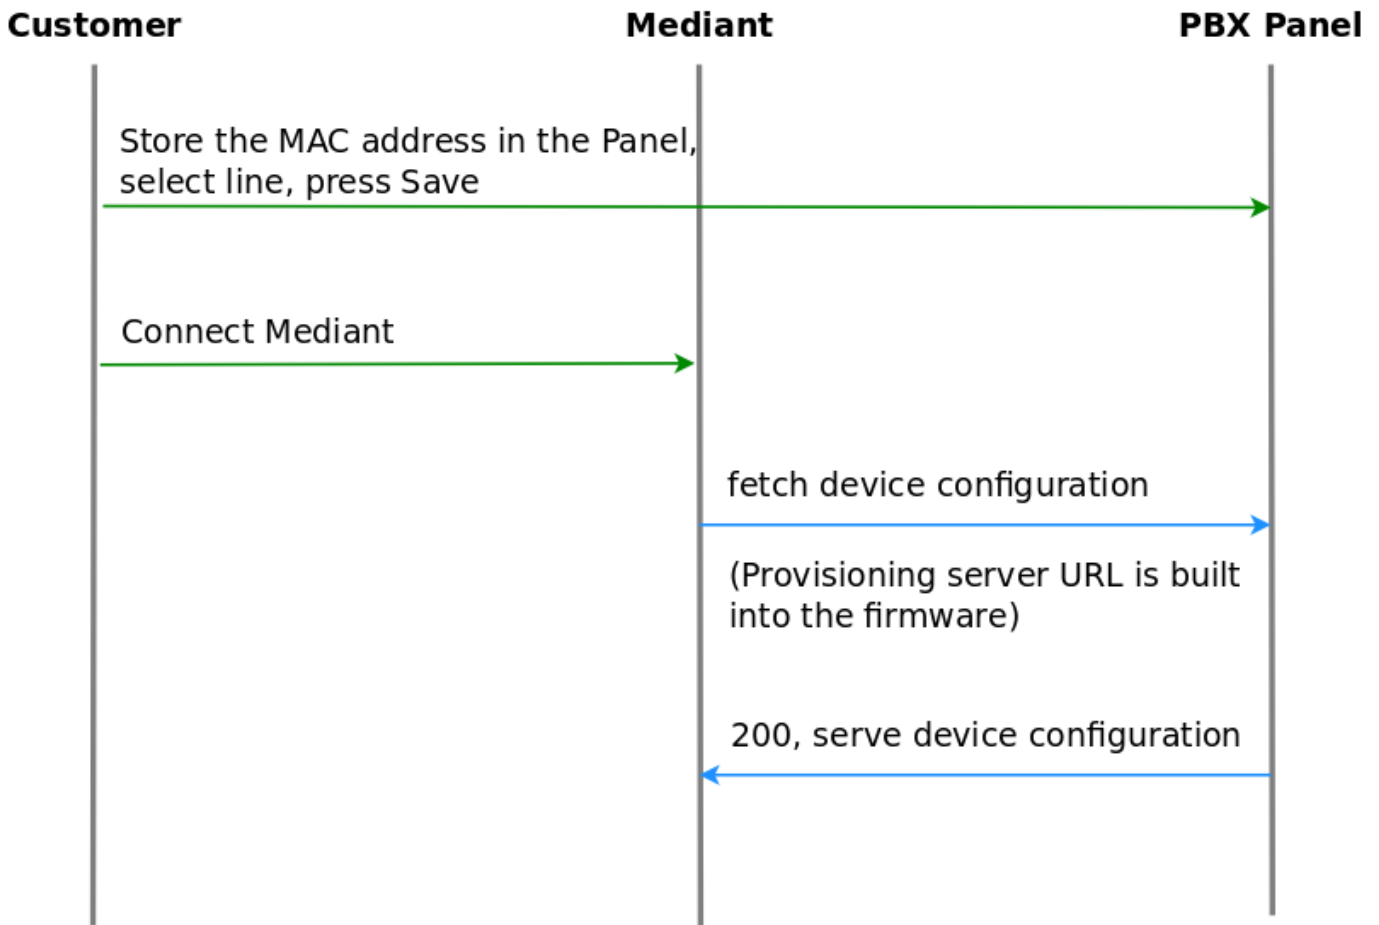 Customer
Mediant
PBX Panel
Store the MAC address in the Panel,
select line, press Save
Connect Mediant
fetch device configuration
(Provisioning server URL is built
into the firmware)
200, serve device configuration